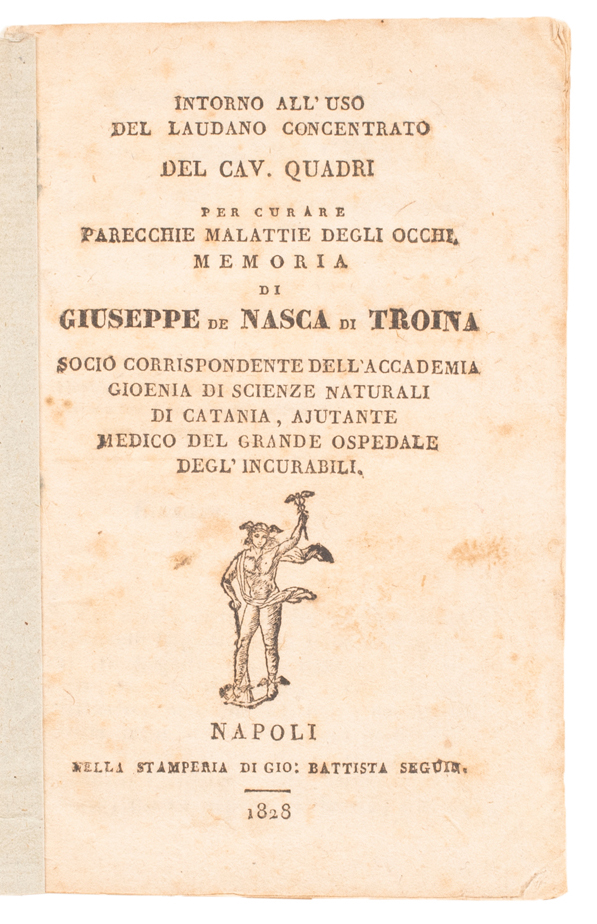 INTORNO ALL' USO
DEL LAUDANO CONCENTRATO
DEL CAV. QUADRI
PER CURARE
PARECCHIE MALATTIE DEGLI OCCHI.
MEMORIA
DI
GIUSEPPE DE NASCA DI TROINA
SOCIO CORRISPONDENTE DELL'ACCADEMIA
GIOENIA DI SCIENZE NATURALI
DI CATANIA, AJUTANTE
MEDICO DEL GRANDE OSPEDALE
DEGL' INCURABILI.
NAPOLI
NELLA STAMPERIA DI GIO: BATTISTA SEGUIN.
1828